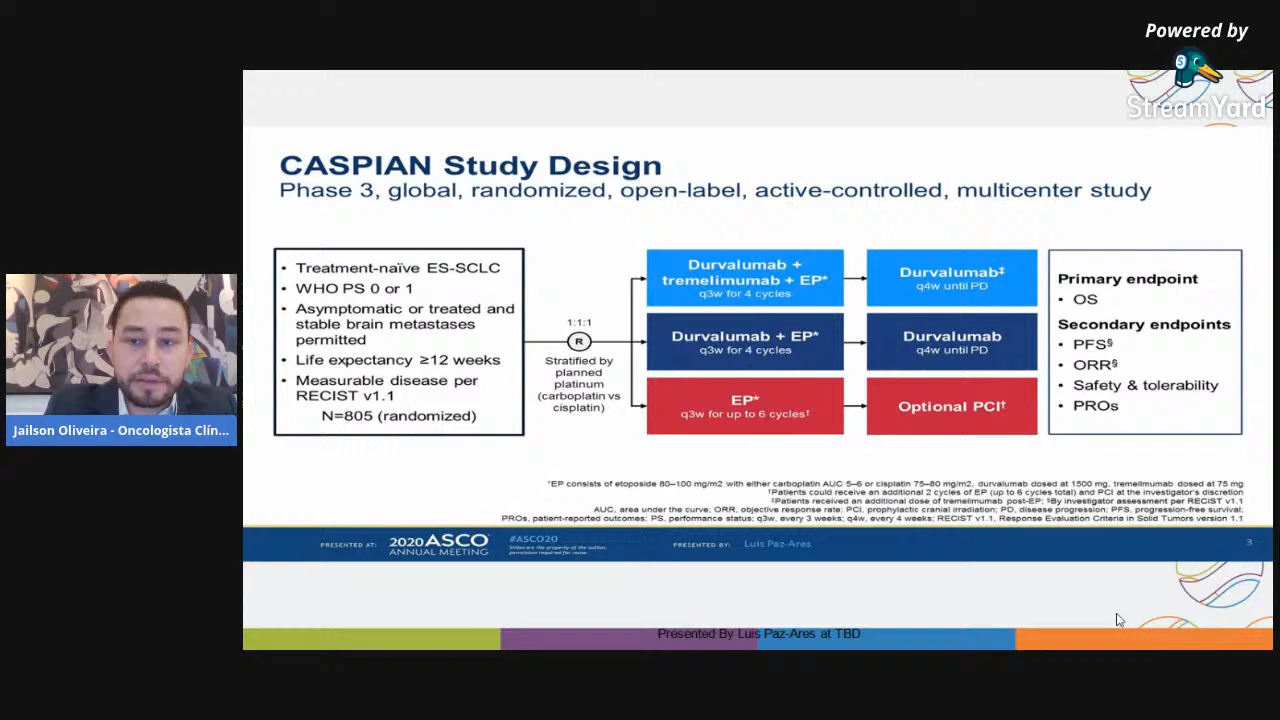 Powered by
StreamYard
CASPIAN Study Design
Phase 3, global, randomized, open-label, active-controlled, multicenter study
• Treatment-naïve ES-SCLC
• WHO PS 0 or 1
• Asymptomatic or treated and
stable brain metastases
permitted
• Life expectancy ≥12 weeks
• Measurable disease per
RECIST v1.1
N=805 (randomized)
1:1:1
R
Stratified by
planned
platinum
(carboplatin vs
cisplatin)
Durvalumab +
tremelimumab + EP*
q3w for 4 cycles
Durvalumab‡
q4w until PD
Durvalumab + EP*
q3w for 4 cycles
Durvalumab
q4w until PD
EP*
q3w for up to 6 cycles†
Optional PCI†
Primary endpoint
• OS
Secondary endpoints
• PFS§
• ORR§
• Safety & tolerability
• PROs
*EP consists of etoposide 80–100 mg/m2 with either carboplatin AUC 5–6 or cisplatin 75–80 mg/m2, durvalumab dosed at 1500 mg, tremelimumab dosed at 75 mg
†Patients could receive an additional 2 cycles of EP (up to 6 cycles total) and PCI at the investigator's discretion
‡Patients received an additional dose of tremelimumab post-EP; §By investigator assessment per RECIST v1.1
AUC, area under the curve; ORR, objective response rate; PCI, prophylactic cranial irradiation; PD, disease progression; PFS, progression-free survival;
PROs, patient-reported outcomes; PS, performance status; q3w, every 3 weeks; q4w, every 4 weeks; RECIST v1.1, Response Evaluation Criteria in Solid Tumors version 1.1
PRESENTED AT:
2020 ASCO
ANNUAL MEETING
#ASCO20
Slides are the property of the author,
permission required for reuse.
PRESENTED BY: Luis Paz-Ares
3
Presented By Luis Paz-Ares at TBD
Jailson Oliveira - Oncologista Clín...